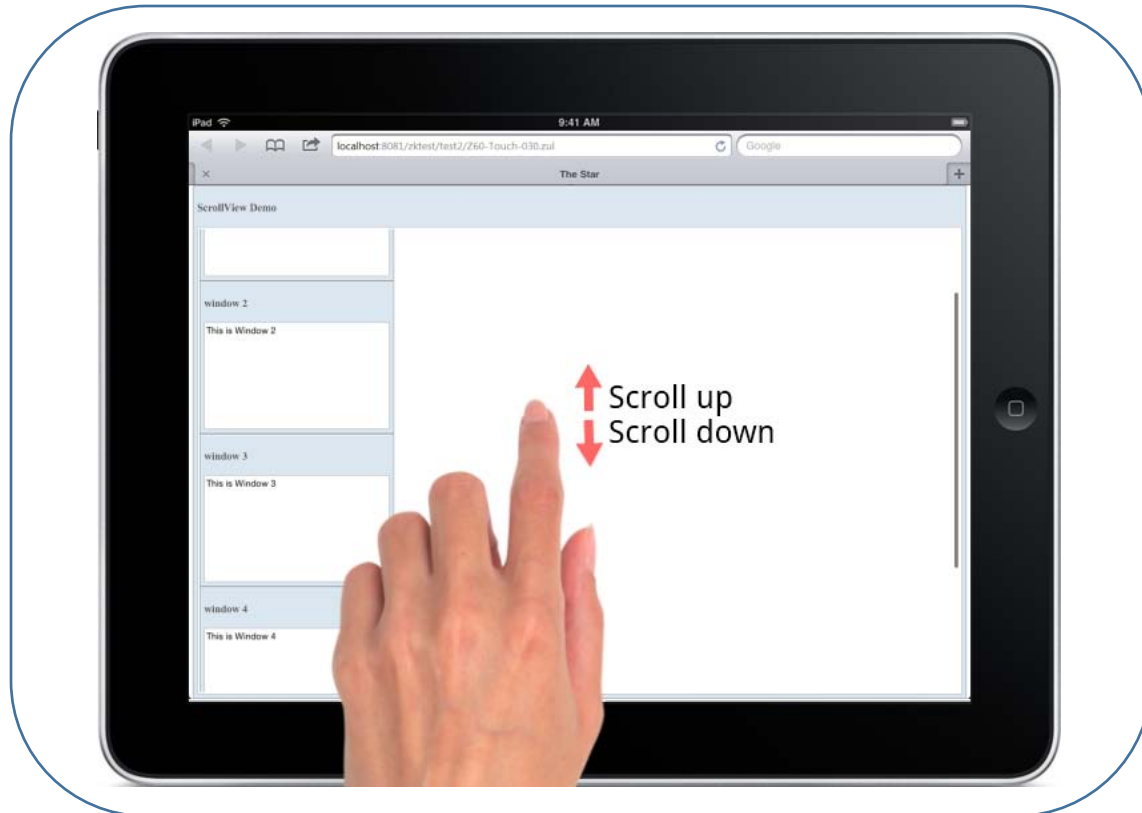 iPad 9:41 AM
localhost:8081/zktest/test2/Z60-Touch-030.zul Google
The Star
ScrollView Demo
window 2
This is Window 2
window 3
This is Window 3
window 4
This is Window 4
Scroll up
Scroll down